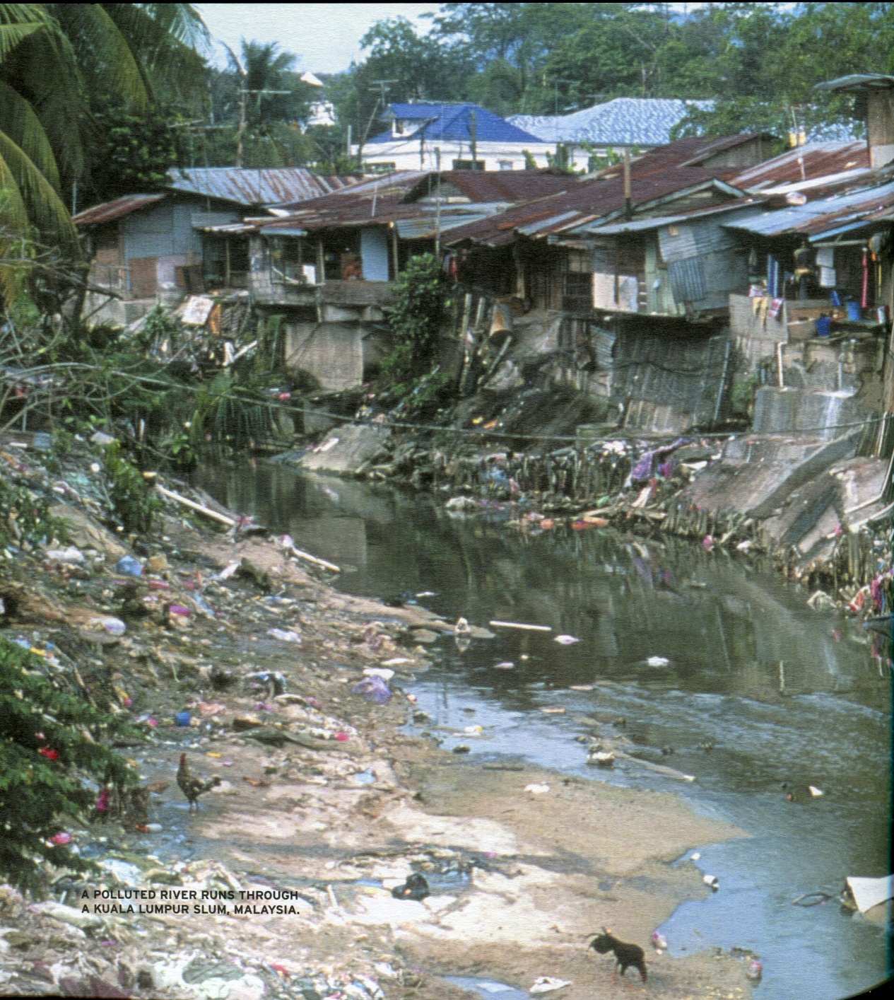 A POLLUTED RIVER RUNS THROUGH
A KUALA LUMPUR SLUM, MALAYSIA.